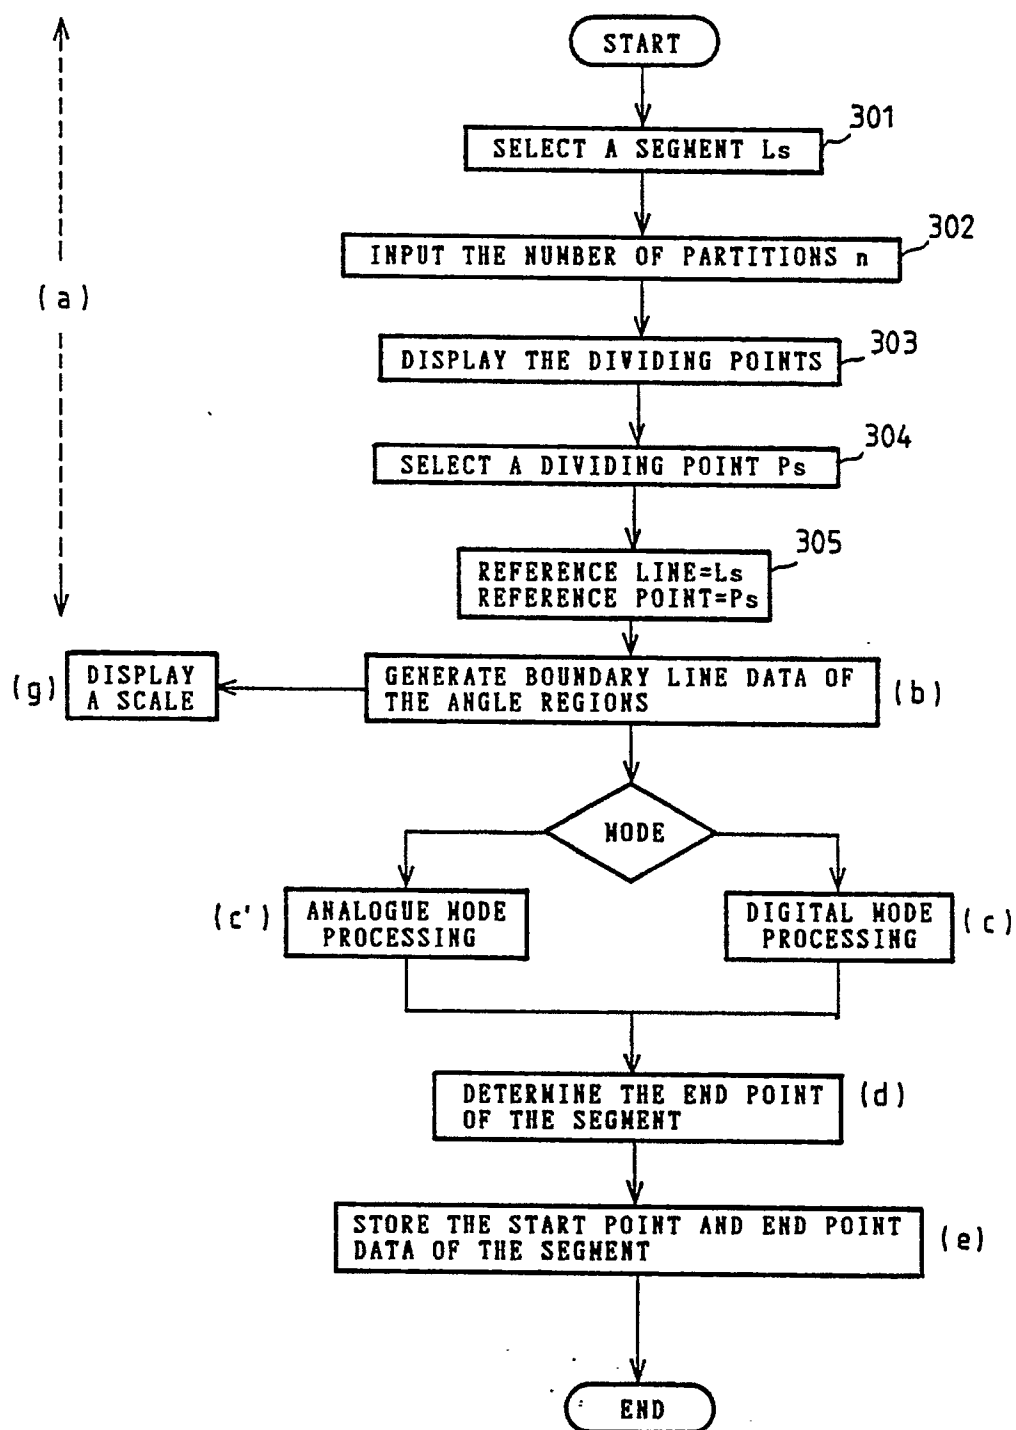 START
301
SELECT A SEGMENT Ls
302
INPUT THE NUMBER OF PARTITIONS n
(a)
303
DISPLAY THE DIVIDING POINTS
304
SELECT A DIVIDING POINT Ps
305
REFERENCE LINE=Ls
REFERENCE POINT=Ps
(g)
DISPLAY
A SCALE
GENERATE BOUNDARY LINE DATA OF
THE ANGLE REGIONS
(b)
MODE
(c')
ANALOGUE MODE
PROCESSING
DIGITAL MODE
PROCESSING
(c)
DETERMINE THE END POINT
OF THE SEGMENT
(d)
STORE THE START POINT AND END POINT
DATA OF THE SEGMENT
(e)
END